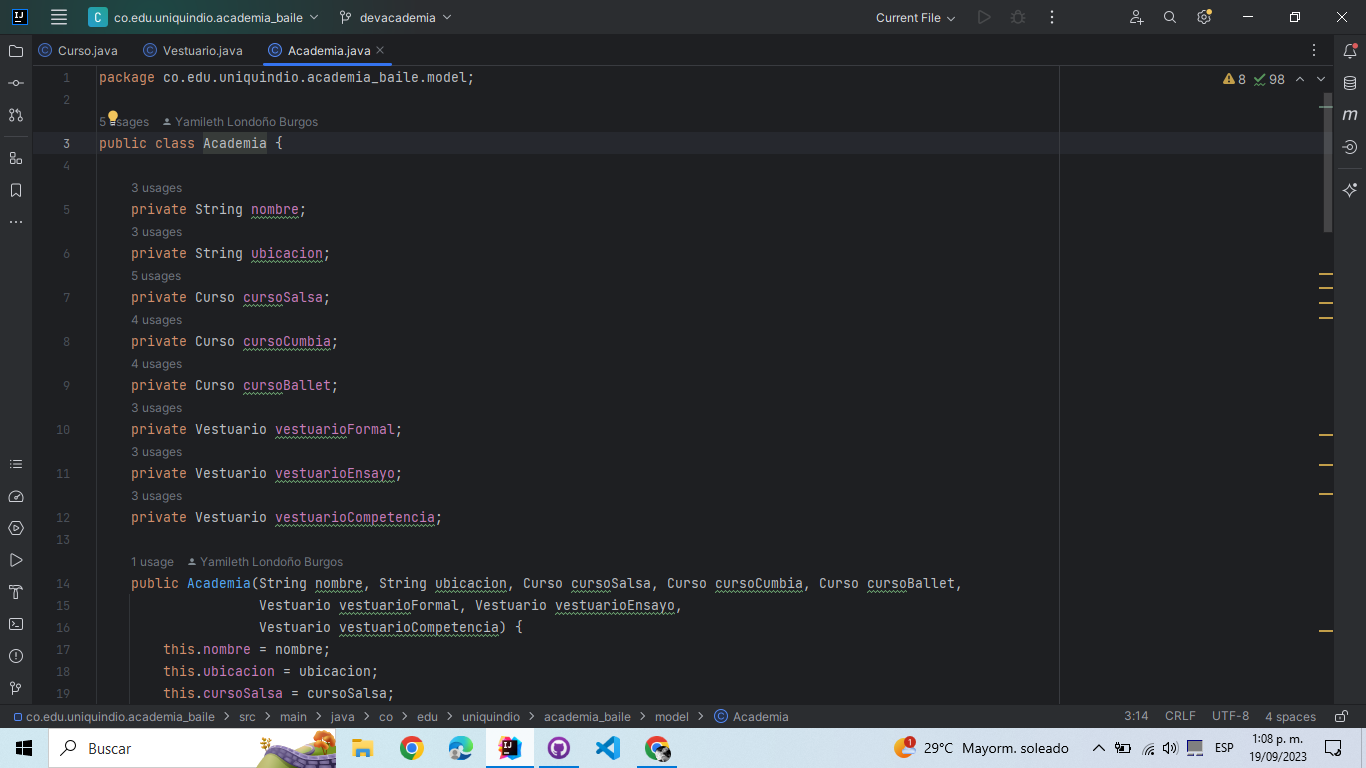 C co.edu.uniquindio.academia_baile devacademia Current File
Curso.java Vestuario.java Academia.java
1 package co.edu.uniquindio.academia_baile.model; 8 98
2
5 usages Yamileth Londoño Burgos
3 public class Academia {
4
3 usages
5 private String nombre;
3 usages
6 private String ubicacion;
5 usages
7 private Curso cursoSalsa;
4 usages
8 private Curso cursoCumbia;
4 usages
9 private Curso cursoBallet;
3 usages
10 private Vestuario vestuarioFormal;
3 usages
11 private Vestuario vestuarioEnsayo;
3 usages
12 private Vestuario vestuarioCompetencia;
13
1 usage Yamileth Londoño Burgos
14 public Academia(String nombre, String ubicacion, Curso cursoSalsa, Curso cursoCumbia, Curso cursoBallet,
15 Vestuario vestuarioFormal, Vestuario vestuarioEnsayo,
16 Vestuario vestuarioCompetencia) {
17 this.nombre = nombre;
18 this.ubicacion = ubicacion;
19 this.cursoSalsa = cursoSalsa;
co.edu.uniquindio.academia_baile > src > main > java > co > edu > uniquindio > academia_baile > model > Academia 3:14 CRLF UTF-8 4 spaces
Buscar 1 29°C Mayorm. soleado ESP 1:08 p. m.
19/09/2023